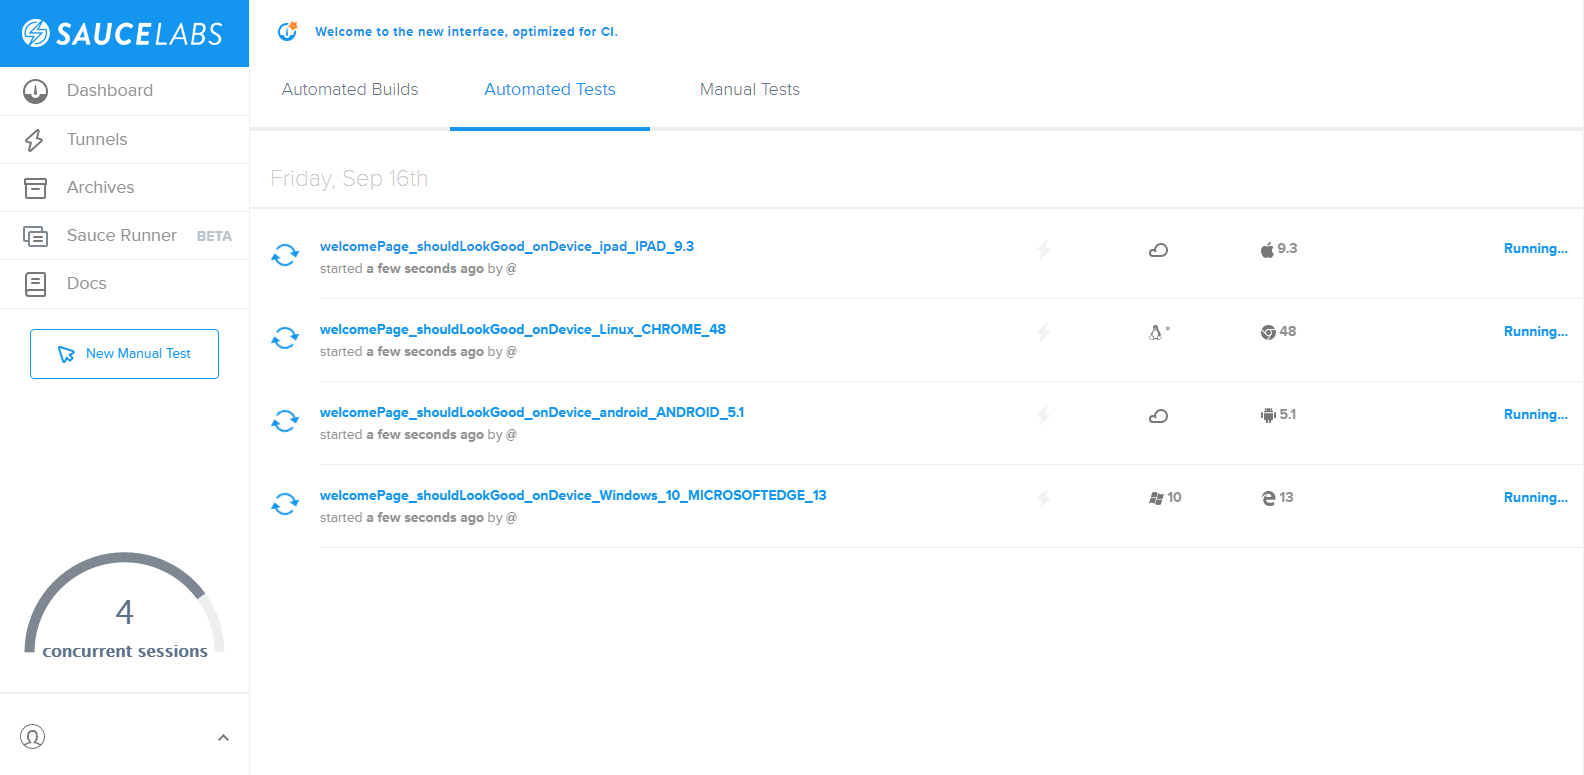 SAUCELABS
Dashboard
Tunnels
Archives
Sauce Runner BETA
Docs
New Manual Test
4
concurrent sessions
Welcome to the new interface, optimized for CI.
Automated Builds Automated Tests Manual Tests
Friday, Sep 16th
welcomePage_shouldLookGood_onDevice_ipad_IPAD_9.3
started a few seconds ago by @
9.3
Running...
welcomePage_shouldLookGood_onDevice_Linux_CHROME_48
started a few seconds ago by @
*
48
Running...
welcomePage_shouldLookGood_onDevice_android_ANDROID_5.1
started a few seconds ago by @
5.1
Running...
welcomePage_shouldLookGood_onDevice_Windows_10_MICROSOFTEDGE_13
started a few seconds ago by @
10
13
Running...